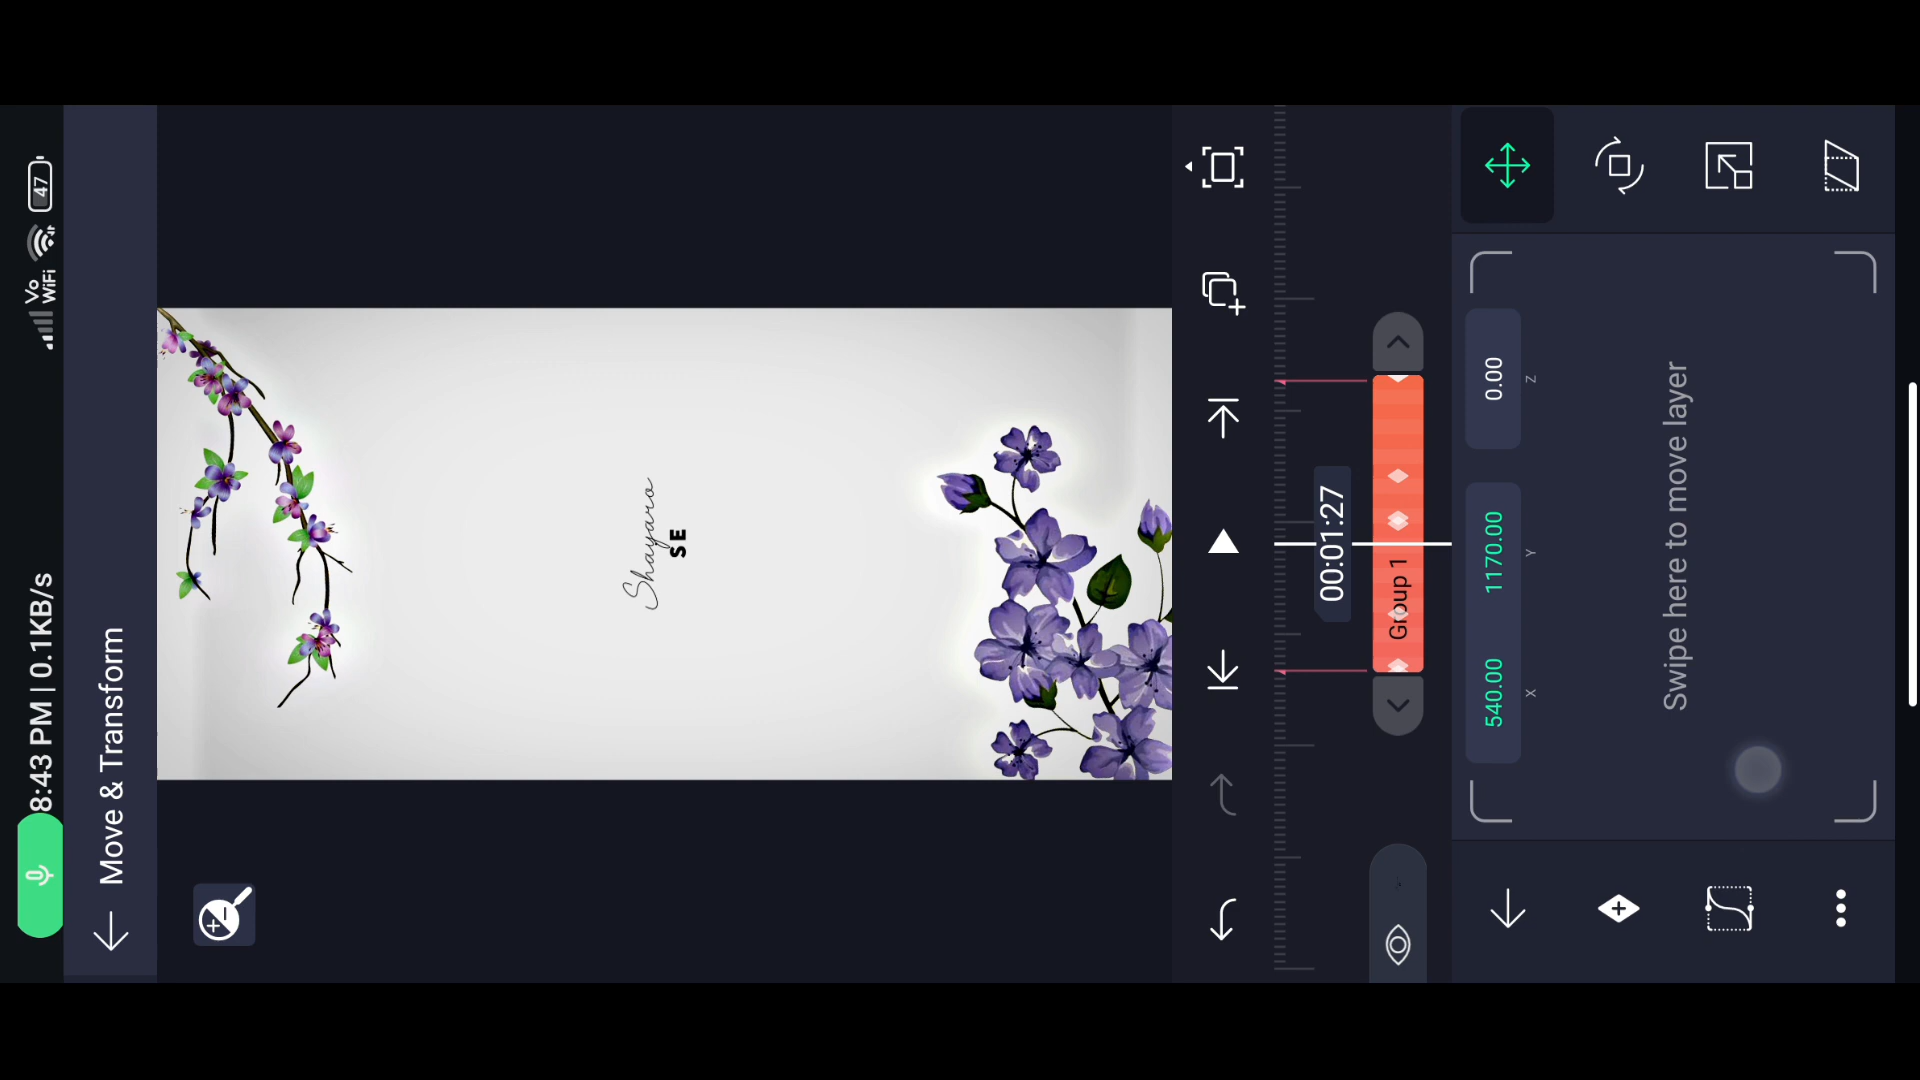 8:43 PM | 0.1KB/s
Vo
WiFi
47
Move & Transform
Shayaro
SE
00:01:27
Group 1
540.00
1170.00
0.00
X
Y
Z
Swipe here to move layer